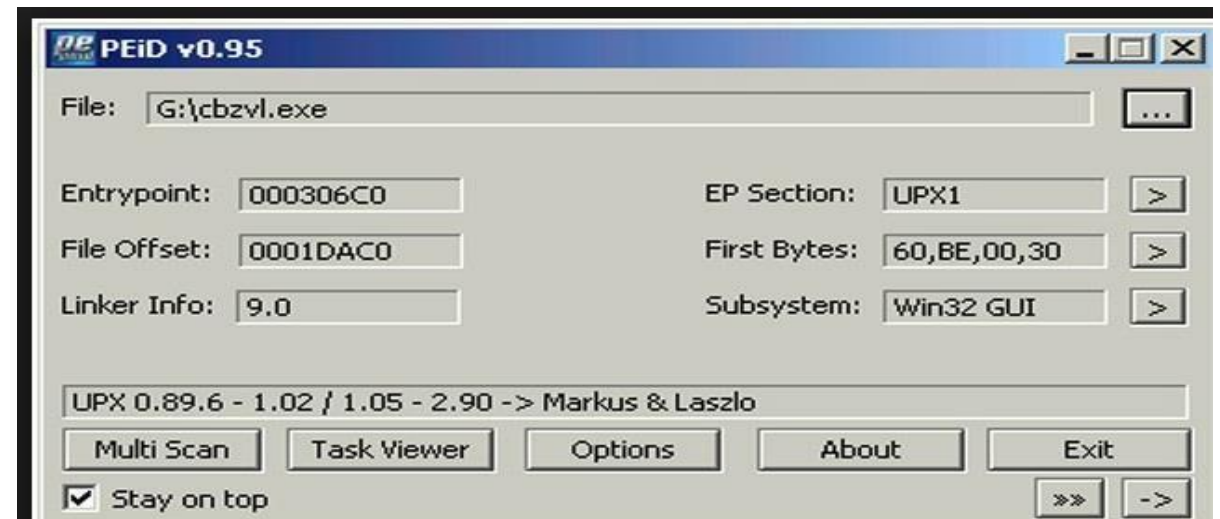 PEiD v0.95
File: G:\cbzvl.exe ...
Entrypoint: 000306C0 EP Section: UPX1 >
File Offset: 0001DAC0 First Bytes: 60,BE,00,30 >
Linker Info: 9.0 Subsystem: Win32 GUI >
UPX 0.89.6 - 1.02 / 1.05 - 2.90 -> Markus & Laszlo
Multi Scan Task Viewer Options About Exit
Stay on top »» ->